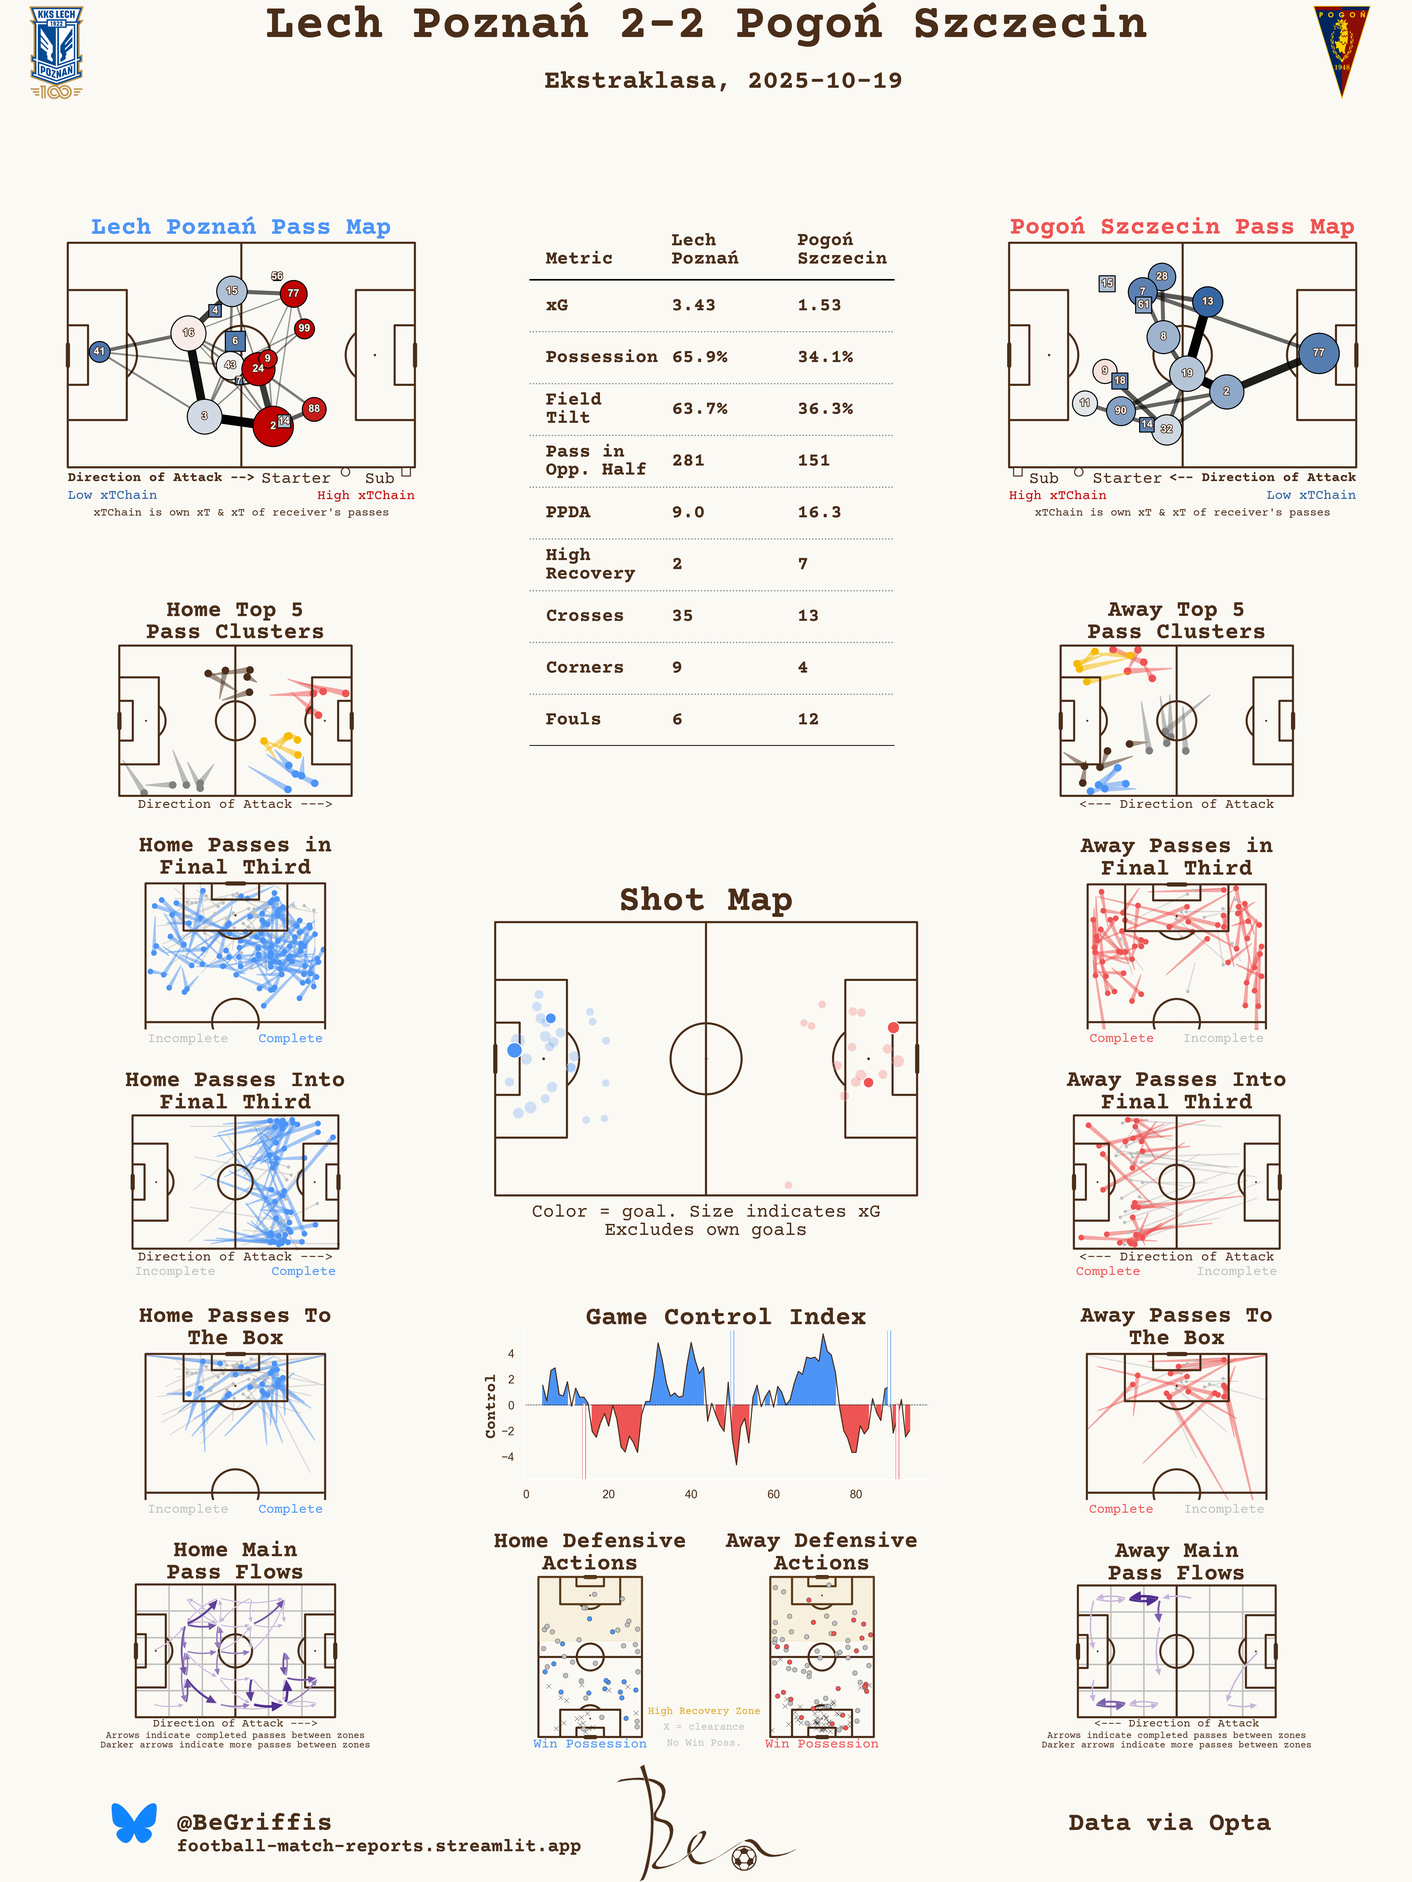 KKS LECH
1922
POZNAŃ
100
Lech Poznań 2-2 Pogoń Szczecin
Ekstraklasa, 2025-10-19
POGOŃ
1948
Lech Poznań Pass Map
56
15
77
4
99
16
6
41
9
43
24
3
88
2
14
Direction of Attack -->
Starter
Sub
Low xTChain
High xTChain
xTChain is own xT & xT of receiver's passes
Metric
Lech
Poznań
Pogoń
Szczecin
xG 3.43 1.53
Possession 65.9% 34.1%
Field
Tilt
63.7% 36.3%
Pass in
Opp. Half
281 151
PPDA 9.0 16.3
High
Recovery
2 7
Crosses 35 13
Corners 9 4
Fouls 6 12
Pogoń Szczecin Pass Map
28
15
7
61
13
8
77
9
19
18
2
11
90
14
32
Sub
Starter
<-- Direction of Attack
High xTChain
Low xTChain
xTChain is own xT & xT of receiver's passes
Home Top 5
Pass Clusters
Direction of Attack --->
Away Top 5
Pass Clusters
<--- Direction of Attack
Home Passes in
Final Third
Incomplete
Complete
Away Passes in
Final Third
Complete
Incomplete
Shot Map
Color = goal. Size indicates xG
Excludes own goals
Home Passes Into
Final Third
Direction of Attack --->
Incomplete
Complete
Away Passes Into
Final Third
<--- Direction of Attack
Complete
Incomplete
Home Passes To
The Box
Incomplete
Complete
Game Control Index
Control
4
2
0
−2
−4
0 20 40 60 80
Away Passes To
The Box
Complete
Incomplete
Home Main
Pass Flows
Direction of Attack --->
Arrows indicate completed passes between zones
Darker arrows indicate more passes between zones
Home Defensive
Actions
Win Possession
High Recovery Zone
X = clearance
No Win Poss.
Away Defensive
Actions
Win Possession
Away Main
Pass Flows
<--- Direction of Attack
Arrows indicate completed passes between zones
Darker arrows indicate more passes between zones
@BeGriffis
football-match-reports.streamlit.app
Ben
Data via Opta